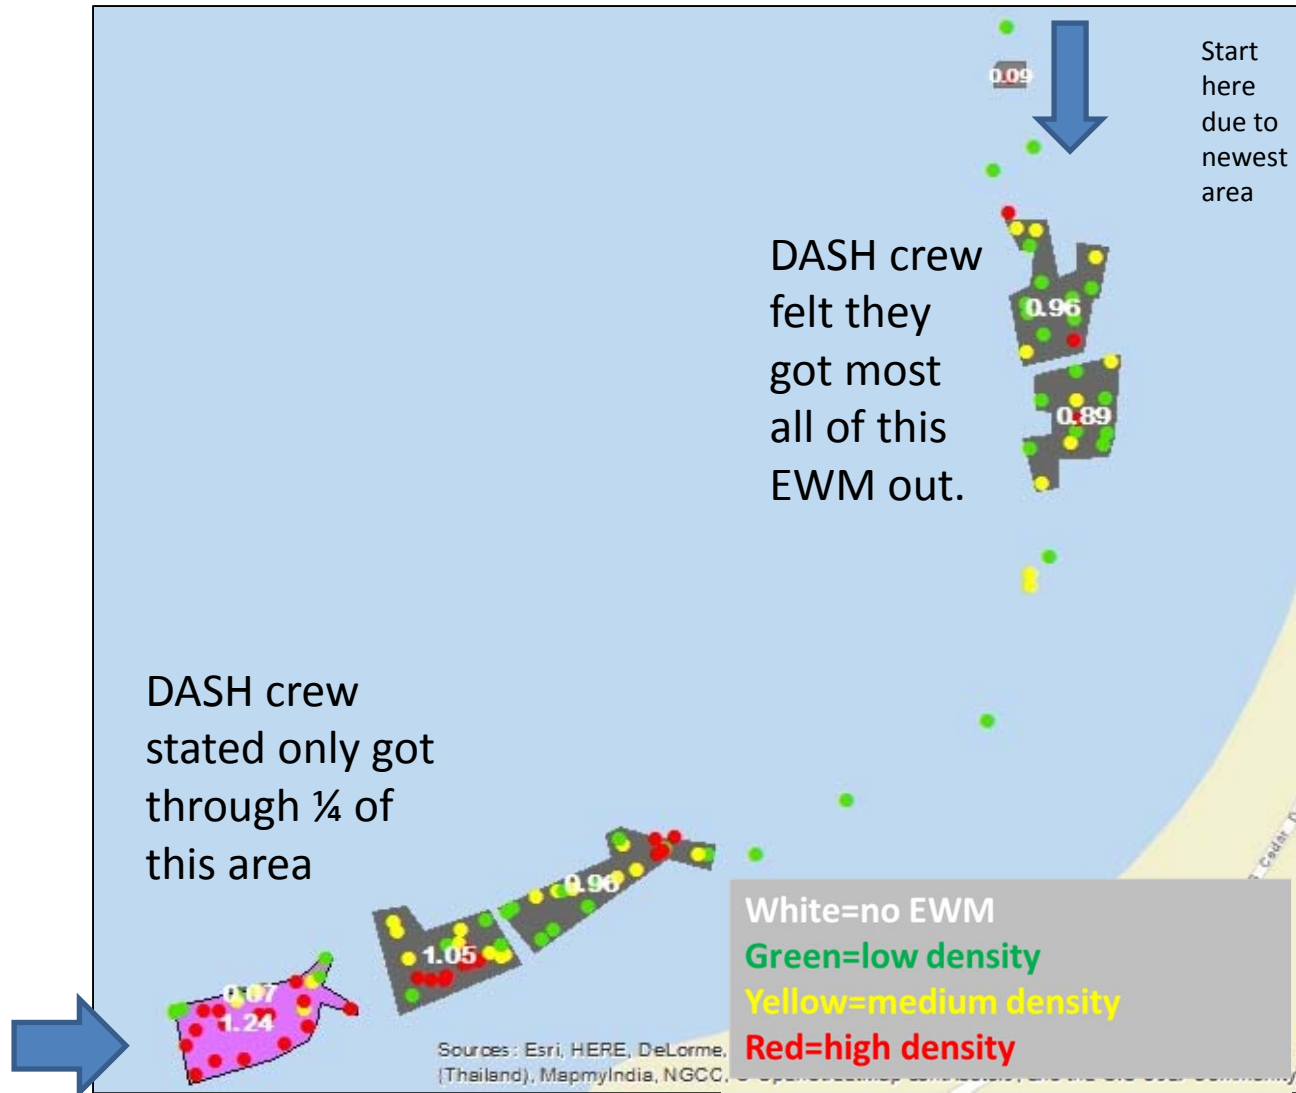 0.09
Start
here
due to
newest
area
DASH crew
felt they
got most
all of this
EWM out.
0.96
0.89
DASH crew
stated only got
through ¼ of
this area
0.96
1.05
0.67
1.24
White=no EWM
Green=low density
Yellow=medium density
Red=high density
Cedar D
Sources: Esri, HERE, DeLorme,
(Thailand), MapmyIndia, NGCC,